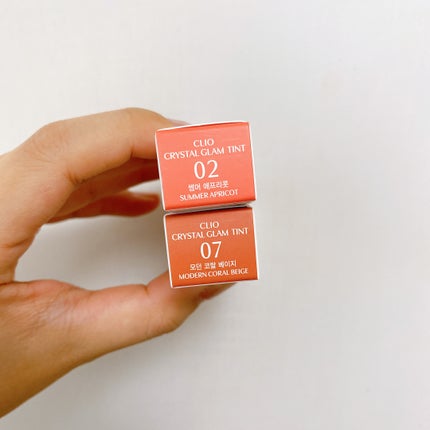 CLIO
CRYSTAL GLAM TINT
02
썸머 애프리콧
SUMMER APRICOT
CLIO
CRYSTAL GLAM TINT
07
모던 코랄 베이지
MODERN CORAL BEIGE